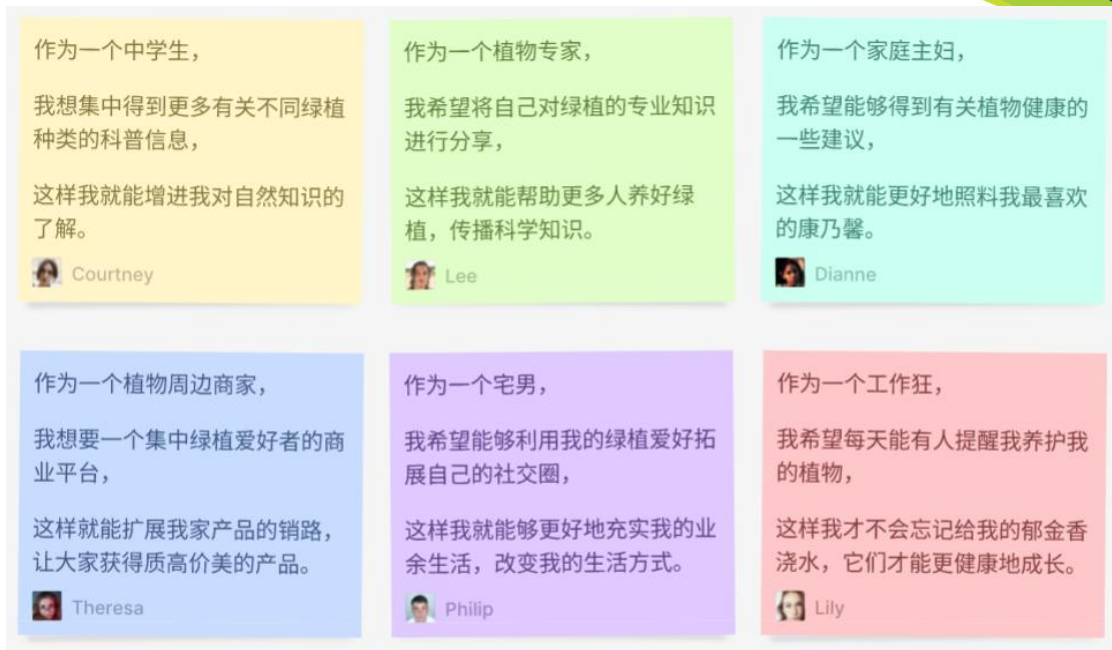 作为一个中学生，
我想集中得到更多有关不同绿植
种类的科普信息，
这样我就能增进我对自然知识的
了解。
Courtney
作为一个植物专家，
我希望将自己对绿植的专业知识
进行分享，
这样我就能帮助更多人养好绿
植，传播科学知识。
Lee
作为一个家庭主妇，
我希望能够得到有关植物健康的
一些建议，
这样我就能更好地照料我最喜欢
的康乃馨。
Dianne
作为一个植物周边商家，
我想要一个集中绿植爱好者的商
业平台，
这样就能扩展我家产品的销路，
让大家获得质高价美的产品。
Theresa
作为一个宅男，
我希望能够利用我的绿植爱好拓
展自己的社交圈，
这样我就能够更好地充实我的业
余生活，改变我的生活方式。
Philip
作为一个工作狂，
我希望每天能有人提醒我养护我
的植物，
这样我才不会忘记给我的郁金香
浇水，它们才能更健康地成长。
Lily